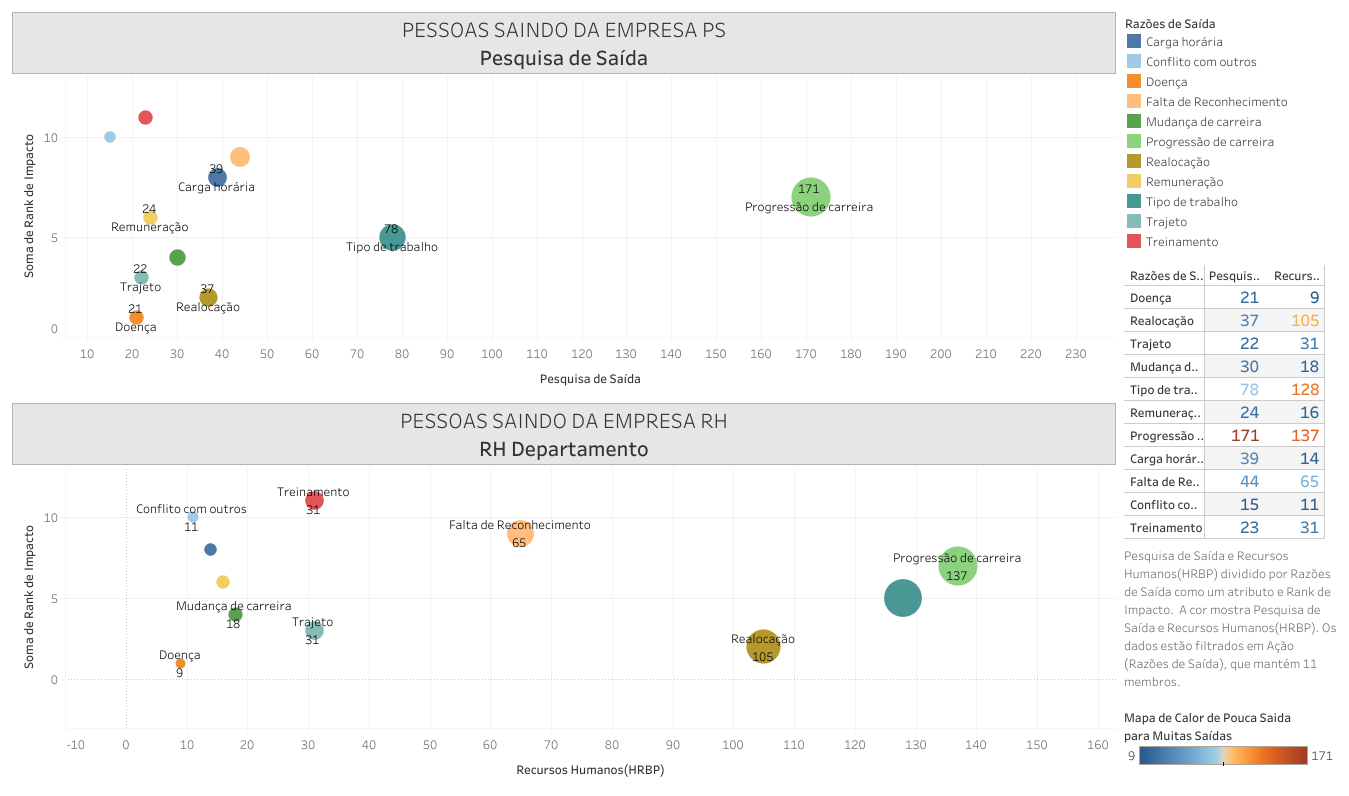 PESSOAS SAINDO DA EMPRESA PS
Pesquisa de Saída
Soma de Rank de Impacto
10
5
0
39
Carga horária
24
Remuneração
22
Trajeto
37
Realocação
21
Doença
78
Tipo de trabalho
171
Progressão de carreira
10 20 30 40 50 60 70 80 90 100 110 120 130 140 150 160 170 180 190 200 210 220 230
Pesquisa de Saída
PESSOAS SAINDO DA EMPRESA RH
RH Departamento
Soma de Rank de Impacto
10
5
0
Treinamento
31
Conflito com outros
11
Falta de Reconhecimento
65
Progressão de carreira
137
Mudança de carreira
18
Trajeto
31
Realocação
105
Doença
9
-10 0 10 20 30 40 50 60 70 80 90 100 110 120 130 140 150 160
Recursos Humanos(HRBP)
Razões de Saída
Carga horária
Conflito com outros
Doença
Falta de Reconhecimento
Mudança de carreira
Progressão de carreira
Realocação
Remuneração
Tipo de trabalho
Trajeto
Treinamento
Razões de S.. Pesquis.. Recurs..
Doença 21 9
Realocação 37 105
Trajeto 22 31
Mudança d.. 30 18
Tipo de tra.. 78 128
Remuneraç.. 24 16
Progressão .. 171 137
Carga horár.. 39 14
Falta de Re.. 44 65
Conflito co.. 15 11
Treinamento 23 31
Pesquisa de Saída e Recursos
Humanos(HRBP) dividido por Razões
de Saída como um atributo e Rank de
Impacto. A cor mostra Pesquisa de
Saída e Recursos Humanos(HRBP). Os
dados estão filtrados em Ação
(Razões de Saída), que mantém 11
membros.
Mapa de Calor de Pouca Saida
para Muitas Saídas
9 171